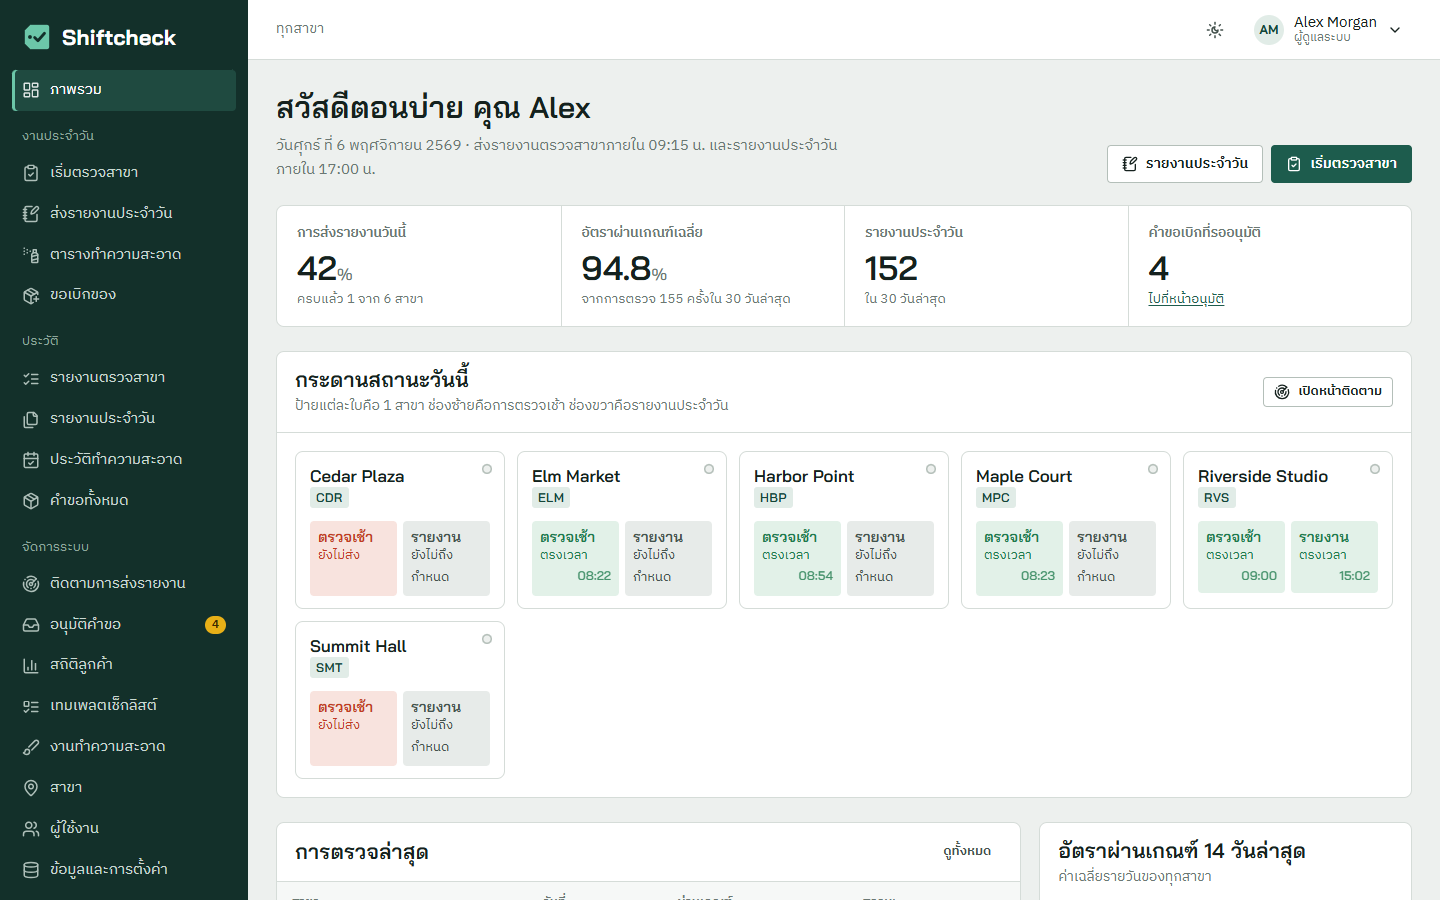 Shiftcheck
ภาพรวม
งานประจำวัน
เริ่มตรวจสาขา
ส่งรายงานประจำวัน
ตารางทำความสะอาด
ขอเบิกของ
ประวัติ
รายงานตรวจสาขา
รายงานประจำวัน
ประวัติทำความสะอาด
คำขอทั้งหมด
จัดการระบบ
ติดตามการส่งรายงาน
อนุมัติคำขอ 4
สถิติลูกค้า
เทมเพลตเช็กลิสต์
งานทำความสะอาด
สาขา
ผู้ใช้งาน
ข้อมูลและการตั้งค่า
ทุกสาขา
AM
Alex Morgan
ผู้ดูแลระบบ
สวัสดีตอนบ่าย คุณ Alex
วันศุกร์ ที่ 6 พฤศจิกายน 2569 · ส่งรายงานตรวจสาขาภายใน 09:15 น. และรายงานประจำวัน
ภายใน 17:00 น.
รายงานประจำวัน
เริ่มตรวจสาขา
การส่งรายงานวันนี้
42%
ครบแล้ว 1 จาก 6 สาขา
อัตราผ่านเกณฑ์เฉลี่ย
94.8%
จากการตรวจ 155 ครั้งใน 30 วันล่าสุด
รายงานประจำวัน
152
ใน 30 วันล่าสุด
คำขอเบิกที่รออนุมัติ
4
ไปที่หน้าอนุมัติ
กระดานสถานะวันนี้
ป้ายแต่ละใบคือ 1 สาขา ช่องซ้ายคือการตรวจเช้า ช่องขวาคือรายงานประจำวัน
เปิดหน้าติดตาม
Cedar Plaza
CDR
ตรวจเช้า
ยังไม่ส่ง
รายงาน
ยังไม่ถึง
กำหนด
Elm Market
ELM
ตรวจเช้า
ตรงเวลา
08:22
รายงาน
ยังไม่ถึง
กำหนด
Harbor Point
HBP
ตรวจเช้า
ตรงเวลา
08:54
รายงาน
ยังไม่ถึง
กำหนด
Maple Court
MPC
ตรวจเช้า
ตรงเวลา
08:23
รายงาน
ยังไม่ถึง
กำหนด
Riverside Studio
RVS
ตรวจเช้า
ตรงเวลา
09:00
รายงาน
ตรงเวลา
15:02
Summit Hall
SMT
ตรวจเช้า
ยังไม่ส่ง
รายงาน
ยังไม่ถึง
กำหนด
การตรวจล่าสุด
ดูทั้งหมด
อัตราผ่านเกณฑ์ 14 วันล่าสุด
ค่าเฉลี่ยรายวันของทุกสาขา